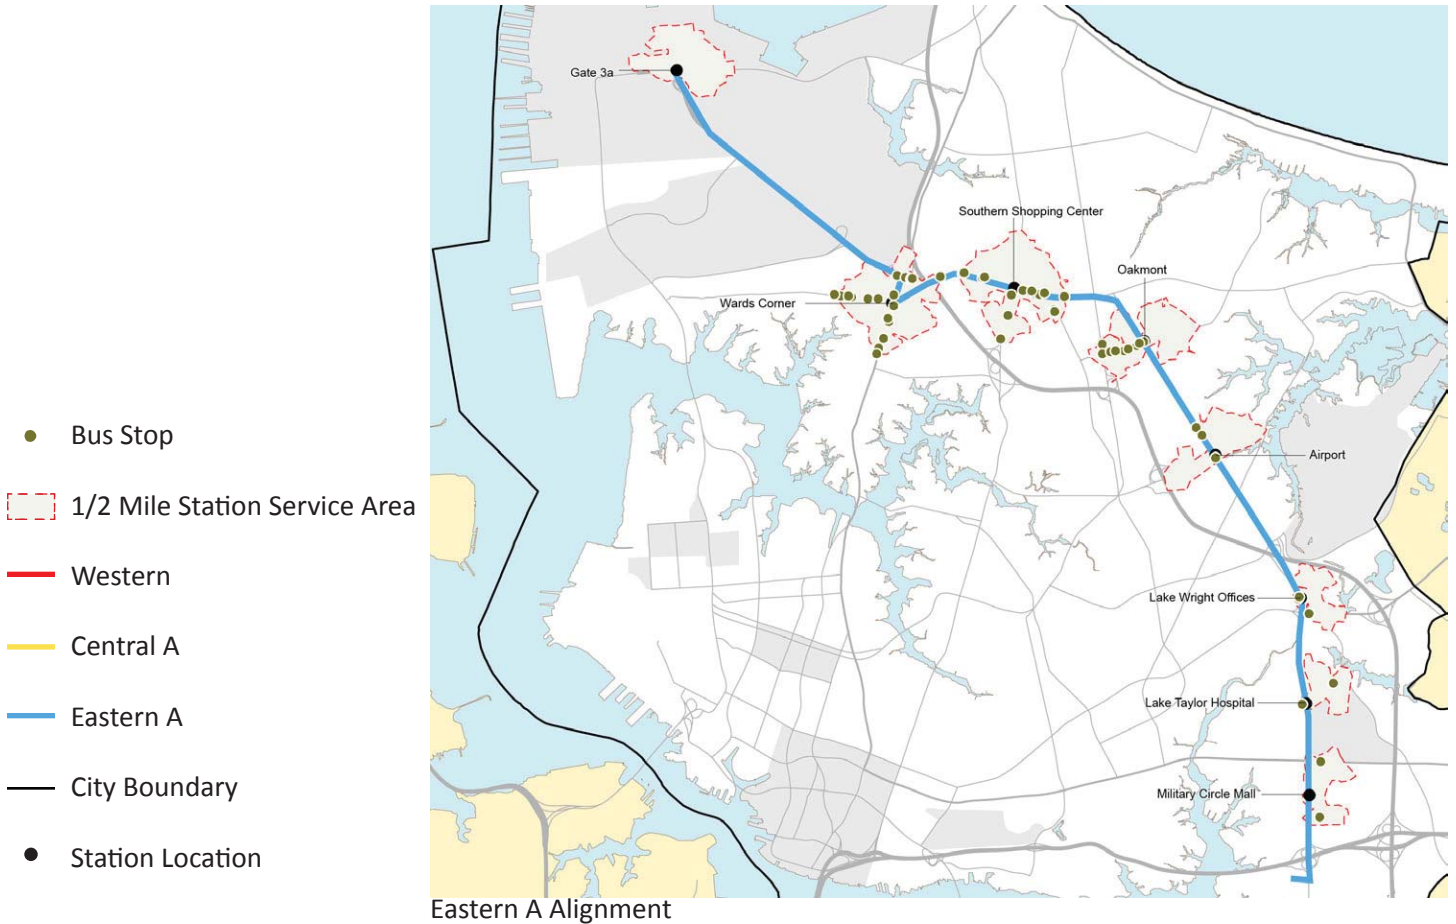 Bus Stop
1/2 Mile Station Service Area
Western
Central A
Eastern A
City Boundary
Station Location
Gate 3a
Southern Shopping Center
Oakmont
Wards Corner
Airport
Lake Wright Offices
Lake Taylor Hospital
Military Circle Mall
Eastern A Alignment